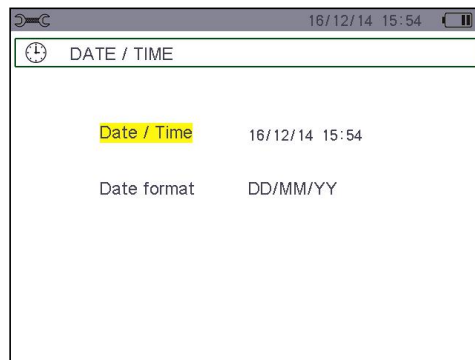 16/12/14 15:54
DATE / TIME
Date / Time 16/12/14 15:54
Date format DD/MM/YY